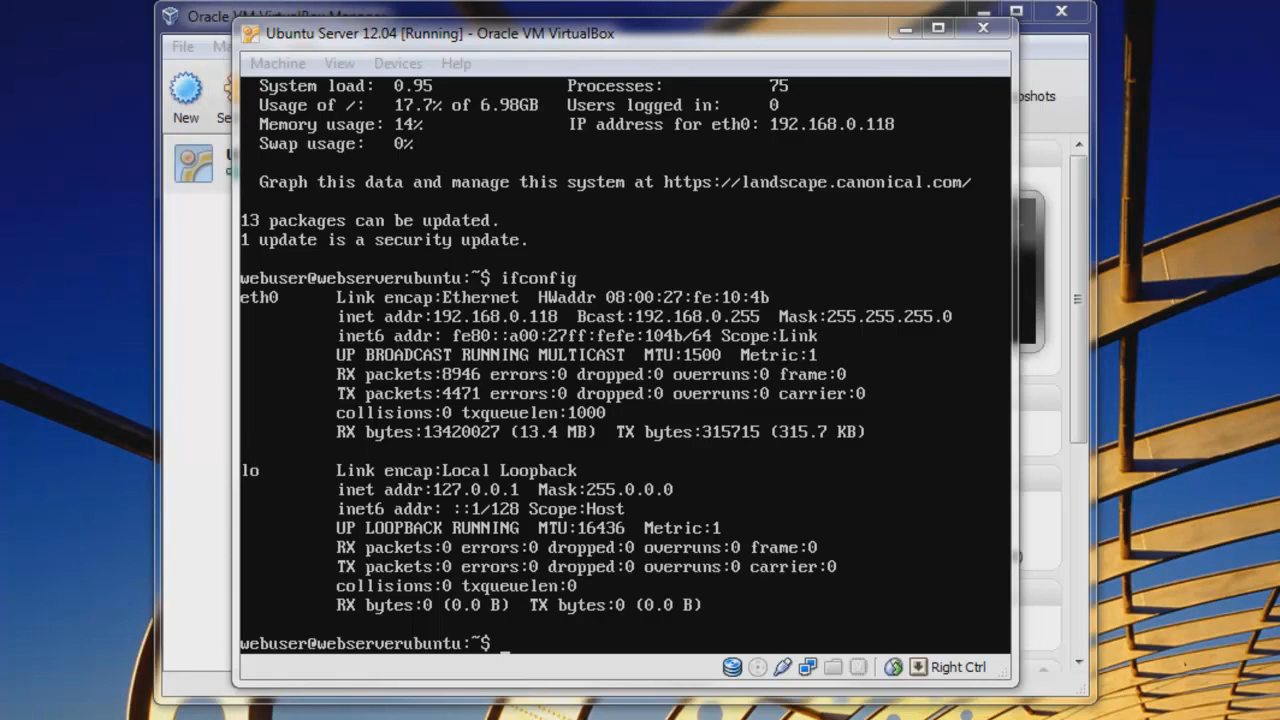 Oracle VM VirtualBox Manager
Ubuntu Server 12.04 [Running] - Oracle VM VirtualBox
File
Machine View Devices Help
New
System load: 0.95 Processes: 75
Usage of /: 17.7% of 6.98GB Users logged in: 0
Memory usage: 14% IP address for eth0: 192.168.0.118
Swap usage: 0%
Graph this data and manage this system at https://landscape.canonical.com/
13 packages can be updated.
1 update is a security update.
webuser@webserverubuntu:~$ ifconfig
eth0 Link encap:Ethernet HWaddr 08:00:27:fe:10:4b
inet addr:192.168.0.118 Bcast:192.168.0.255 Mask:255.255.255.0
inet6 addr: fe80::a00:27ff:fefe:104b/64 Scope:Link
UP BROADCAST RUNNING MULTICAST MTU:1500 Metric:1
RX packets:8946 errors:0 dropped:0 overruns:0 frame:0
TX packets:4471 errors:0 dropped:0 overruns:0 carrier:0
collisions:0 txqueuelen:1000
RX bytes:13420027 (13.4 MB) TX bytes:315715 (315.7 KB)
lo Link encap:Local Loopback
inet addr:127.0.0.1 Mask:255.0.0.0
inet6 addr: ::1/128 Scope:Host
UP LOOPBACK RUNNING MTU:16436 Metric:1
RX packets:0 errors:0 dropped:0 overruns:0 frame:0
TX packets:0 errors:0 dropped:0 overruns:0 carrier:0
collisions:0 txqueuelen:0
RX bytes:0 (0.0 B) TX bytes:0 (0.0 B)
webuser@webserverubuntu:~$ _
Right Ctrl